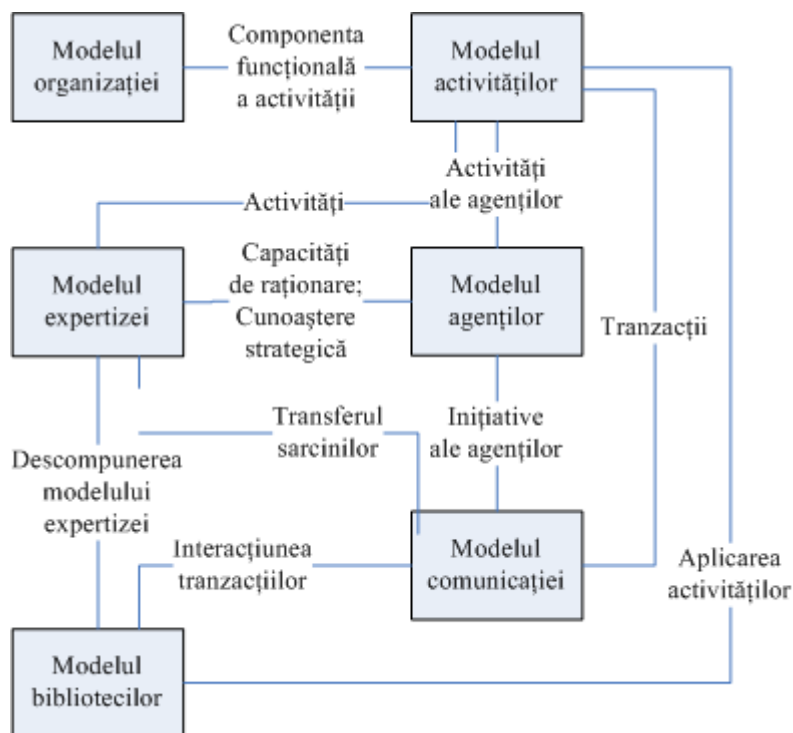 Modelul
organizației
Componenta
funcțională
a activității
Modelul
activităților
Activități
Activități
ale agenților
Modelul
expertizei
Capacități
de raționare;
Cunoaştere
strategică
Modelul
agenților
Tranzacții
Transferul
sarcinilor
Inițiative
ale agenților
Descompunerea
modelului
expertizei
Interacțiunea
tranzacțiilor
Modelul
comunicației
Aplicarea
activităților
Modelul
bibliotecilor